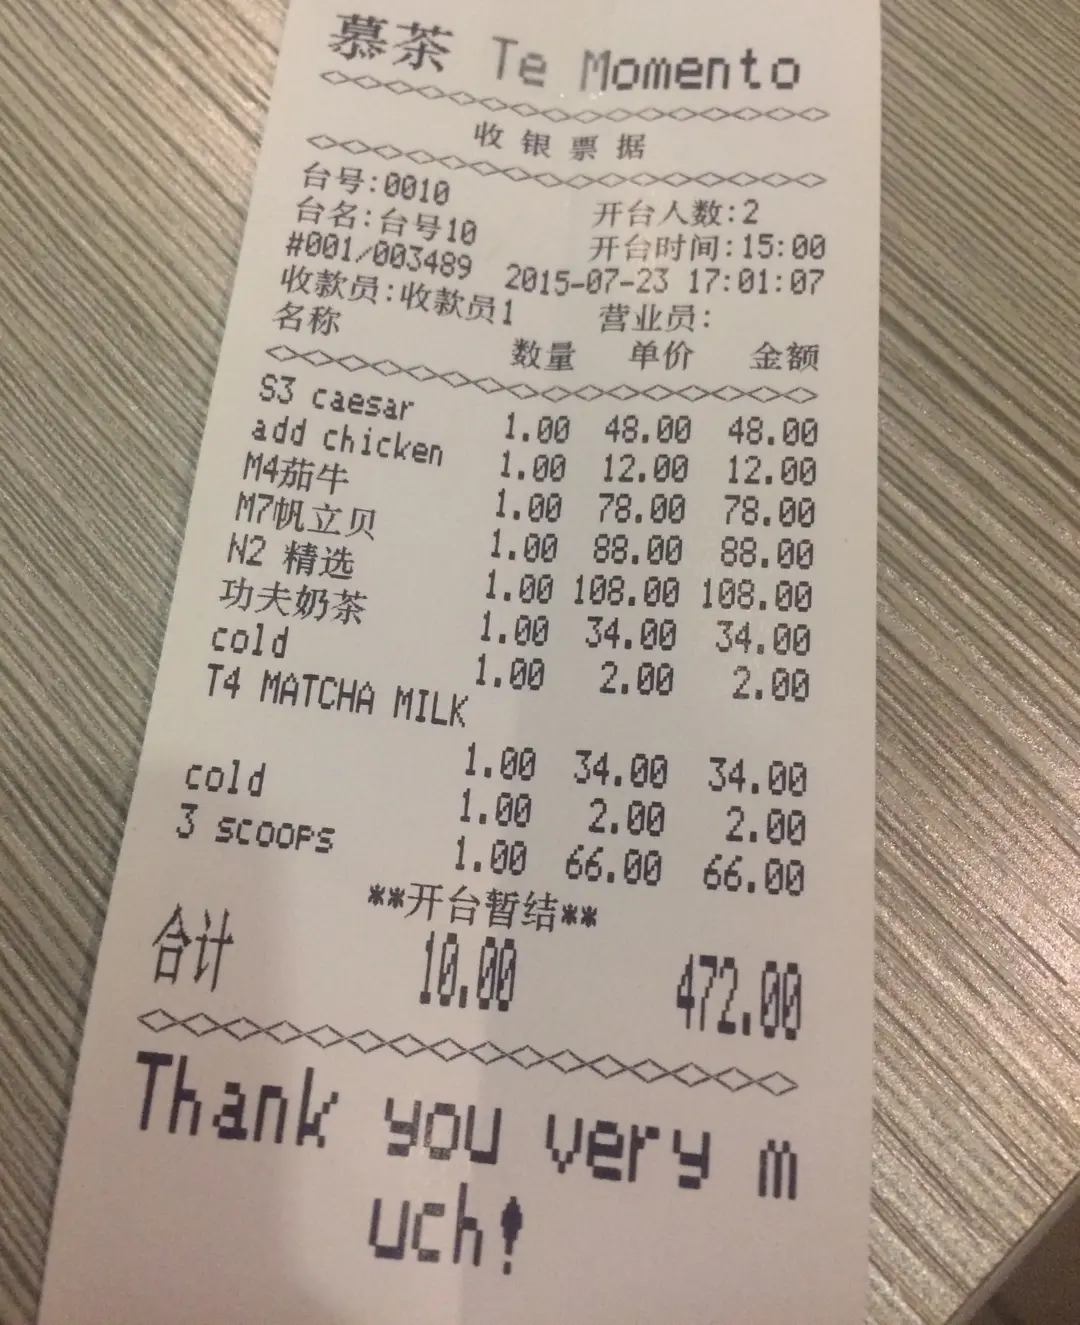 慕茶 Te Momento
收银票据
台号:0010 开台人数:2
台名:台号10 开台时间:15:00
#001/003489 2015-07-23 17:01:07
收款员:收款员1 营业员:
名称 数量 单价 金额
S3 caesar 1.00 48.00 48.00
add chicken 1.00 12.00 12.00
M4茄牛 1.00 78.00 78.00
M7帆立贝 1.00 88.00 88.00
N2 精选 1.00 108.00 108.00
功夫奶茶 1.00 34.00 34.00
cold 1.00 2.00 2.00
T4 MATCHA MILK
1.00 34.00 34.00
cold 1.00 2.00 2.00
3 scoops 1.00 66.00 66.00
**开台暂结**
合计 10.00 472.00
Thank you very m
uch!